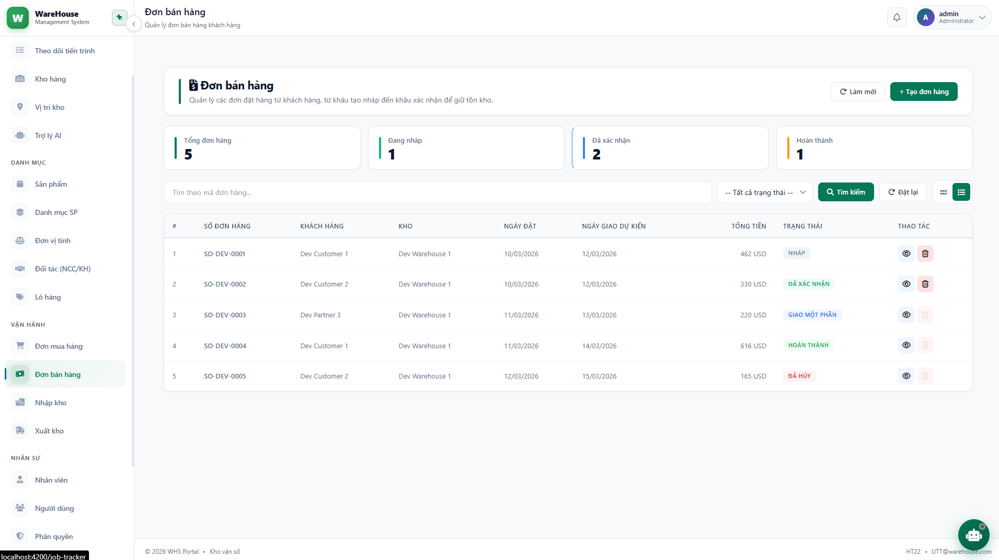 W
WareHouse
Management System
Đơn bán hàng
Quản lý đơn bán hàng khách hàng
A
admin
Administrator
Theo dõi tiến trình
Kho hàng
Vị trí kho
Trợ lý AI
DANH MỤC
Sản phẩm
Danh mục SP
Đơn vị tính
Đối tác (NCC/KH)
Lô hàng
VẬN HÀNH
Đơn mua hàng
Đơn bán hàng
Nhập kho
Xuất kho
NHÂN SỰ
Nhân viên
Người dùng
Phân quyền
localhost:4200/job-tracker
Đơn bán hàng
Quản lý các đơn đặt hàng từ khách hàng, từ khâu tạo nháp đến khâu xác nhận để giữ tồn kho.
Làm mới
+ Tạo đơn hàng
Tổng đơn hàng
5
Đang nháp
1
Đã xác nhận
2
Hoàn thành
1
Tìm theo mã đơn hàng...
-- Tất cả trạng thái --
Tìm kiếm
Đặt lại
# SỐ ĐƠN HÀNG KHÁCH HÀNG KHO NGÀY ĐẶT NGÀY GIAO DỰ KIẾN TỔNG TIỀN TRẠNG THÁI THAO TÁC
1 SO-DEV-0001 Dev Customer 1 Dev Warehouse 1 10/03/2026 12/03/2026 462 USD NHÁP
2 SO-DEV-0002 Dev Customer 2 Dev Warehouse 1 10/03/2026 12/03/2026 330 USD ĐÃ XÁC NHẬN
3 SO-DEV-0003 Dev Partner 3 Dev Warehouse 1 11/03/2026 13/03/2026 220 USD GIAO MỘT PHẦN
4 SO-DEV-0004 Dev Customer 1 Dev Warehouse 1 11/03/2026 14/03/2026 616 USD HOÀN THÀNH
5 SO-DEV-0005 Dev Customer 2 Dev Warehouse 1 12/03/2026 15/03/2026 165 USD ĐÃ HỦY
© 2026 WHS Portal • Kho vận số
HT22 • UTT@warehouse.com